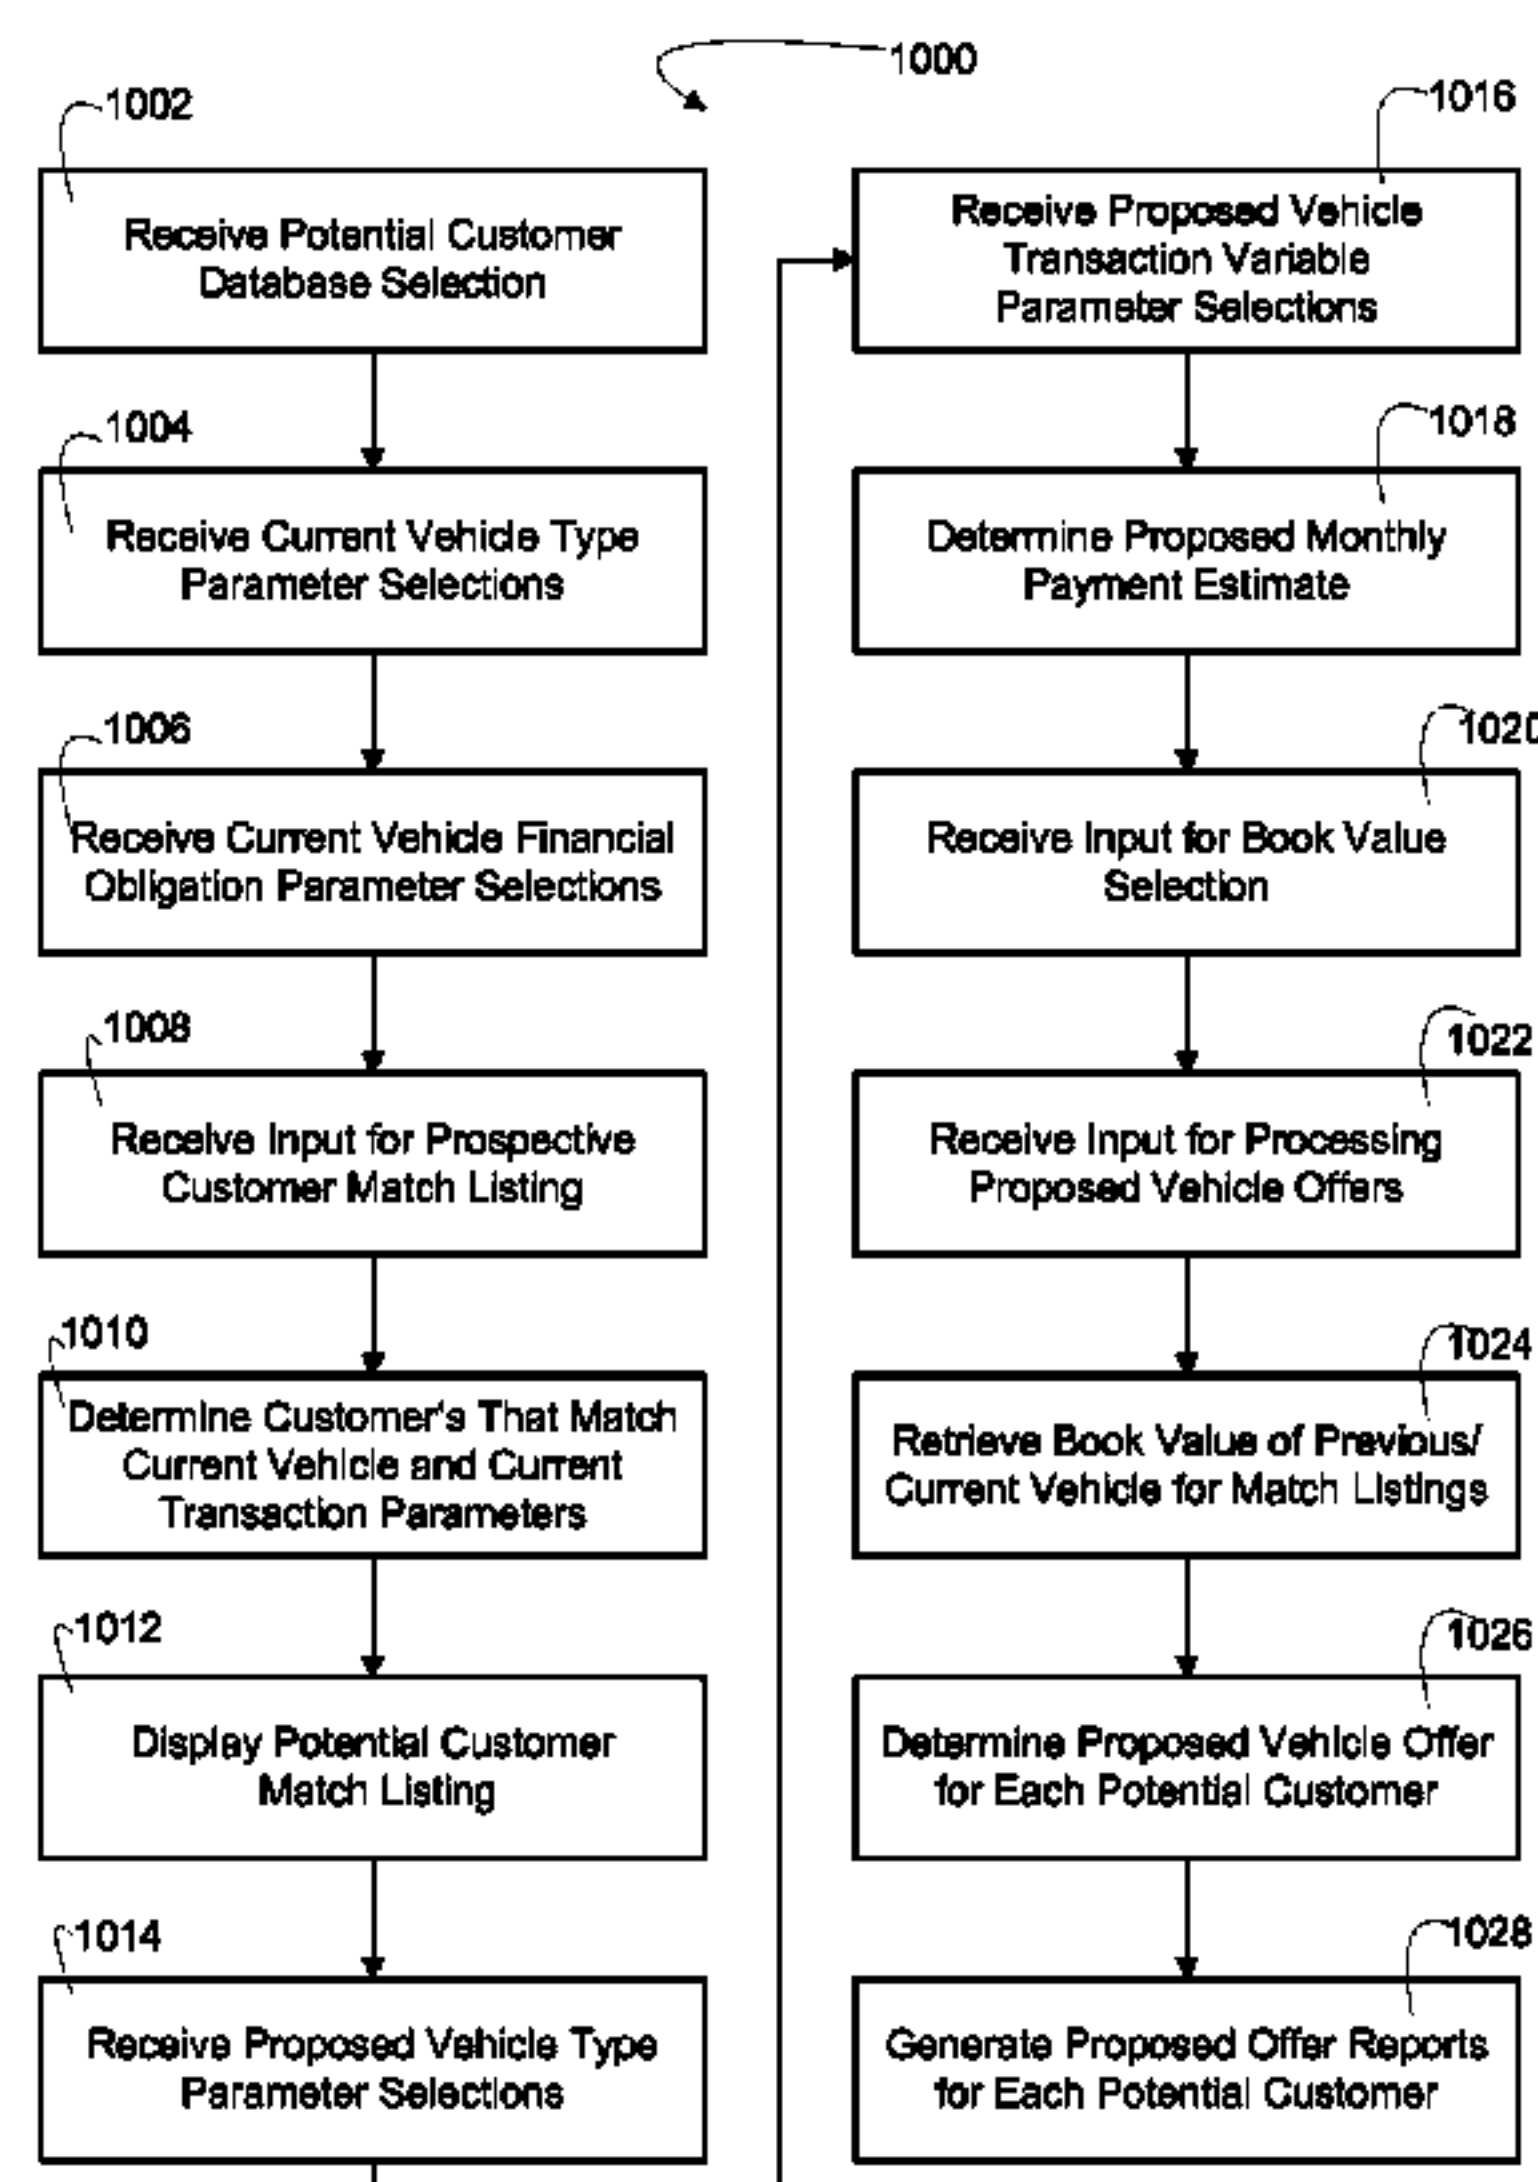 1000
1002
Receive Potential Customer
Database Selection
1004
Receive Current Vehicle Type
Parameter Selections
1006
Receive Current Vehicle Financial
Obligation Parameter Selections
1008
Receive Input for Prospective
Customer Match Listing
1010
Determine Customer's That Match
Current Vehicle and Current
Transaction Parameters
1012
Display Potential Customer
Match Listing
1014
Receive Proposed Vehicle Type
Parameter Selections
1016
Receive Proposed Vehicle
Transaction Variable
Parameter Selections
1018
Determine Proposed Monthly
Payment Estimate
1020
Receive Input for Book Value
Selection
1022
Receive Input for Processing
Proposed Vehicle Offers
1024
Retrieve Book Value of Previous/
Current Vehicle for Match Listings
1026
Determine Proposed Vehicle Offer
for Each Potential Customer
1028
Generate Proposed Offer Reports
for Each Potential Customer